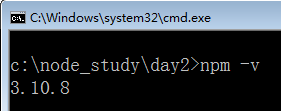 C:\Windows\system32\cmd.exe
c:\node_study\day2>npm -v
3.10.8